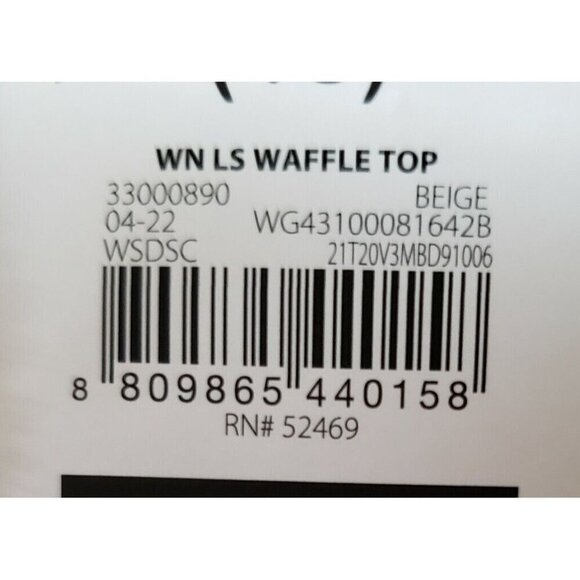 WN LS WAFFLE TOP
33000890 BEIGE
04-22 WG43100081642B
WSDSC 21T20V3MBD91006
8 809865 440158
RN# 52469